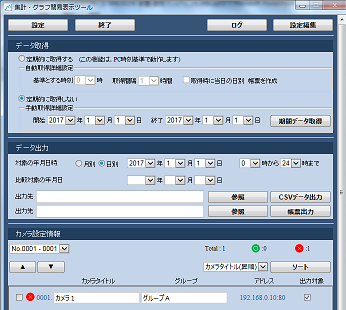 集計・グラフ簡易表示ツール
設定 終了 ログ 設定編集
データ取得
定期的に取得する (この機能は、PC時刻基準で動作します)
自動取得詳細設定
基準とする時刻 0 時 取得間隔 1 時間 取得時に当日の日別 帳票を作成
定期的に取得しない
手動取得詳細設定
開始 2017 年 1 月 1 日 終了 2017 年 1 月 1 日 期間データ取得
データ出力
対象の年月日時 月別 日別 2017 年 1 月 1 日 0 時から 24 時まで
比較対象の年月日 年 月 日
出力先 参照 CSVデータ出力
出力先 参照 帳票出力
カメラ設定情報
No.0001 - 0001 Total : 1 :0 :1
▲ ▼ カメラタイトル(昇順) ソート
カメラタイトル グループ アドレス 出力対象
0001. カメラ1 グループA 192.168.0.10:80